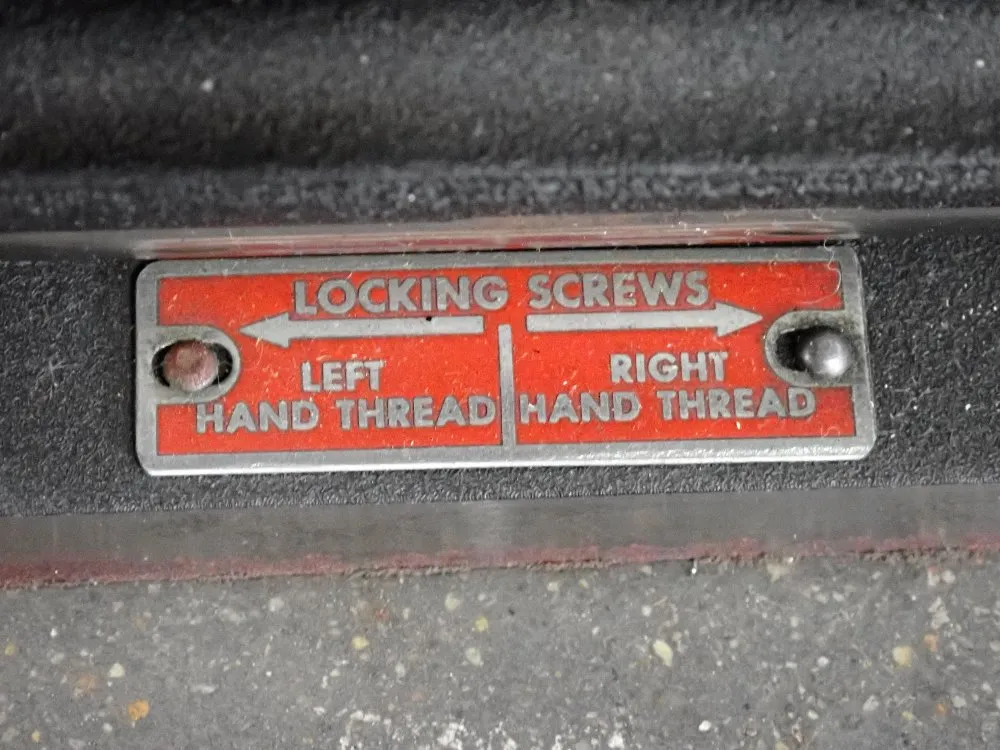 LOCKING SCREWS
LEFT
HAND THREAD
RIGHT
HAND THREAD